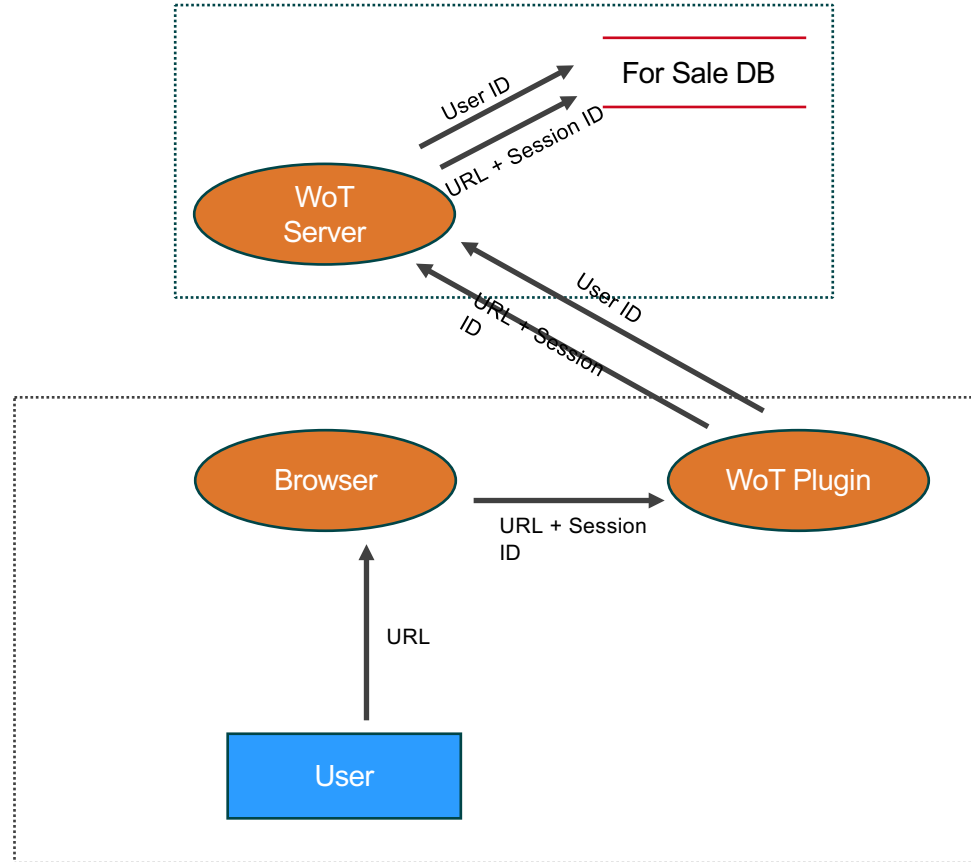 For Sale DB
User ID
URL + Session ID
WoT
Server
User ID
URL + Session
ID
Browser
WoT Plugin
URL + Session
ID
URL
User